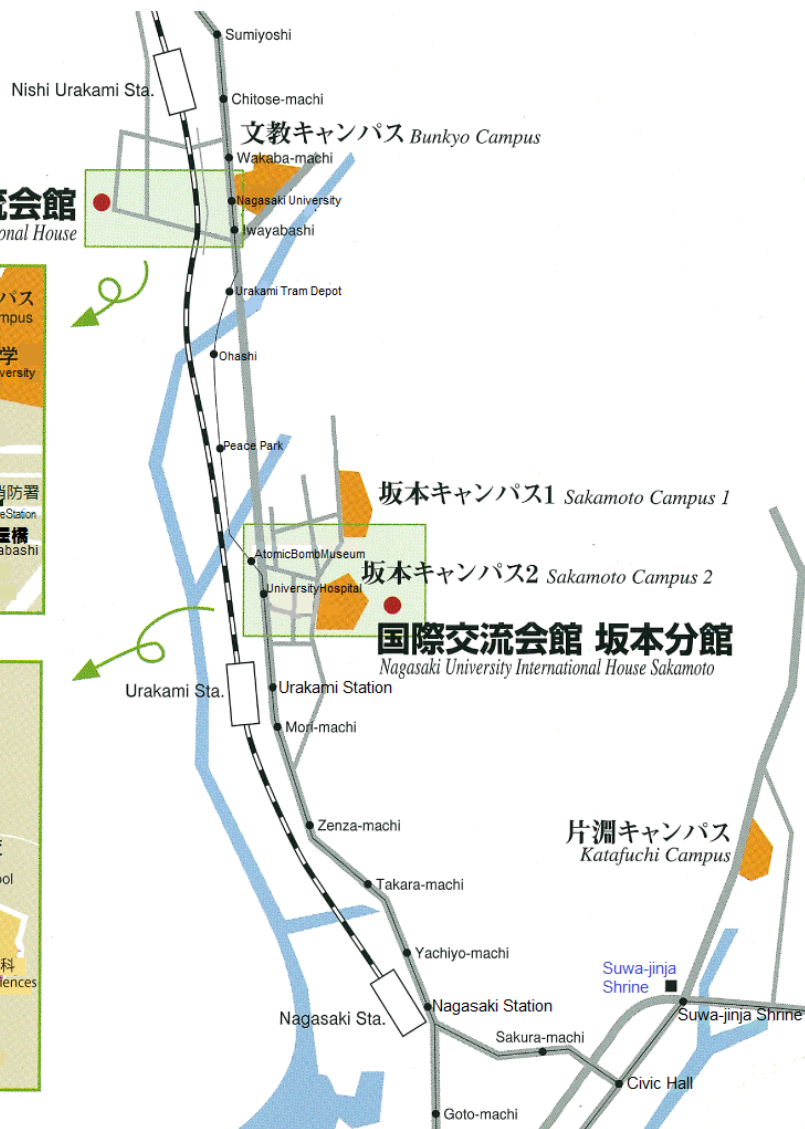 Sumiyoshi
Nishi Urakami Sta.
Chitose-machi
文教キャンパス Bunkyo Campus
Wakaba-machi
流会館
onal House
Nagasaki University
Iwayabashi
パス
mpus
学
versity
Urakami Tram Depot
Ohashi
Peace Park
消防署
eStation
屋橋
abashi
坂本キャンパス1 Sakamoto Campus 1
AtomicBombMuseum
坂本キャンパス2 Sakamoto Campus 2
UniversityHospital
国際交流会館 坂本分館
Nagasaki University International House Sakamoto
Urakami Sta.
Urakami Station
Mori-machi
Zenza-machi
片淵キャンパス
Katafuchi Campus
ool
Takara-machi
科
iences
Yachiyo-machi
Suwa-jinja
Shrine
Nagasaki Sta.
Nagasaki Station
Suwa-jinja Shrine
Sakura-machi
Civic Hall
Goto-machi